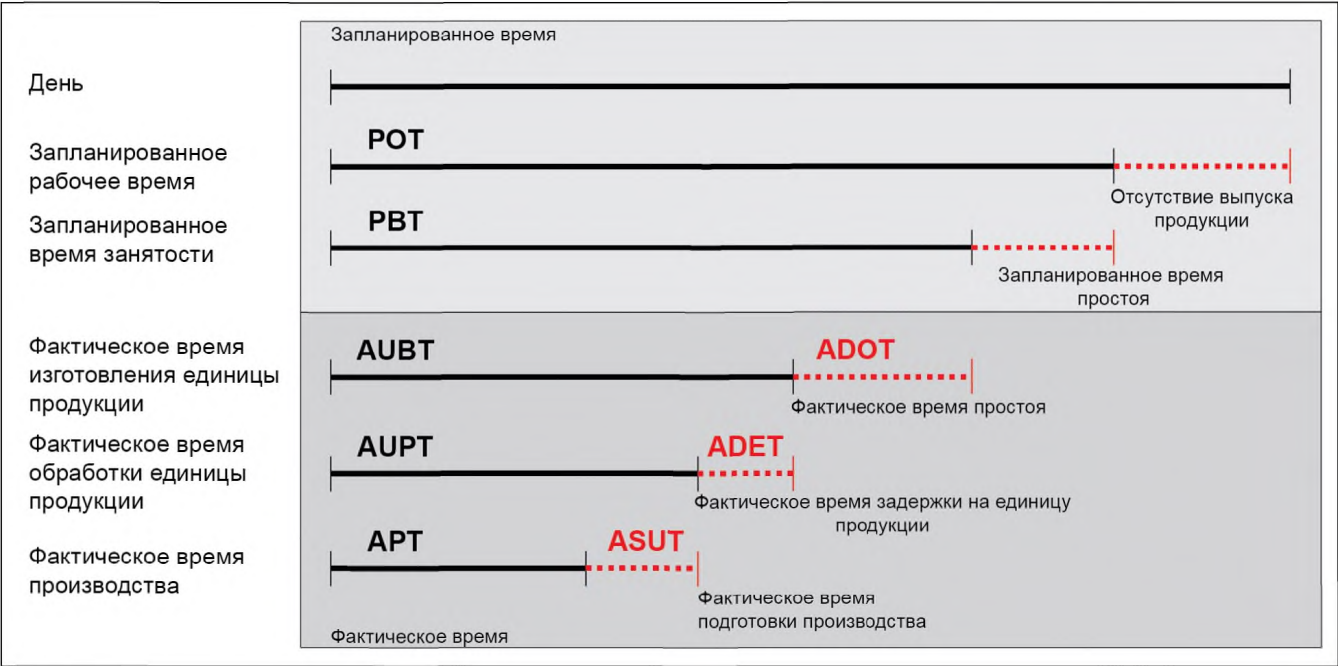 Запланированное время
День
POT
Запланированное
рабочее время
Отсутствие выпуска
продукции
PBT
Запланированное
время занятости
Запланированное время
простоя
Фактическое время
изготовления единицы
продукции
AUBT
ADOT
Фактическое время простоя
Фактическое время
обработки единицы
продукции
AUPT
ADET
Фактическое время задержки на единицу
продукции
Фактическое время
производства
APT
ASUT
Фактическое время
подготовки производства
Фактическое время